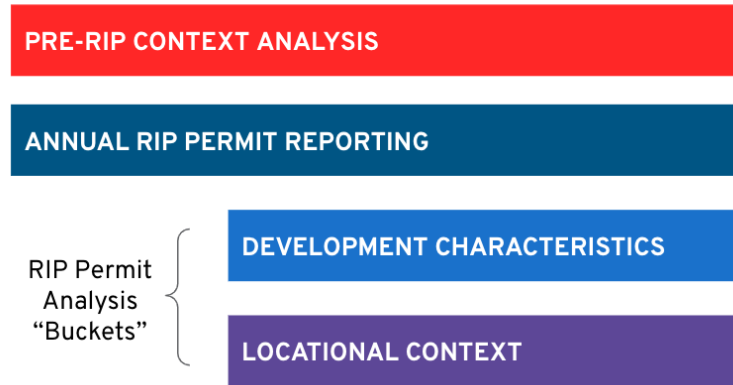 PRE-RIP CONTEXT ANALYSIS
ANNUAL RIP PERMIT REPORTING
RIP Permit
Analysis
“Buckets”
DEVELOPMENT CHARACTERISTICS
LOCATIONAL CONTEXT